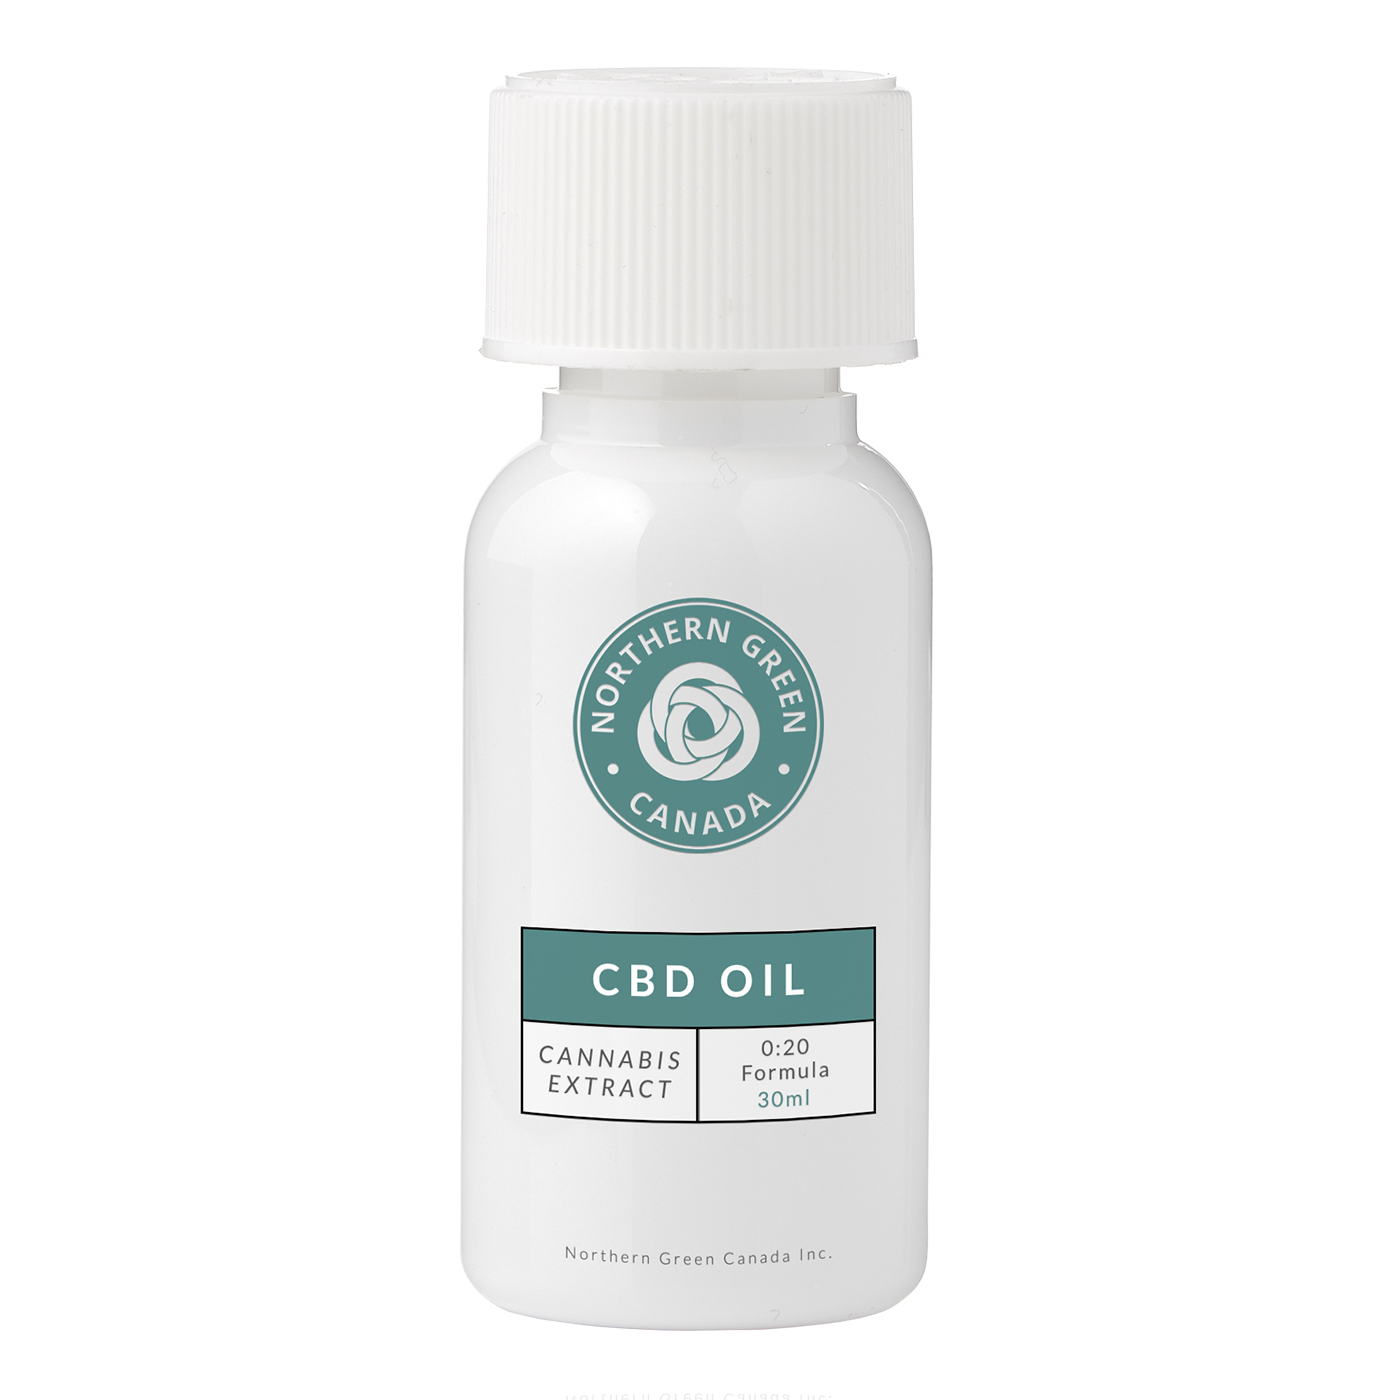 NORTHERN GREEN
CANADA
CBD OIL
CANNABIS
EXTRACT
0:20
Formula
30ml
Northern Green Canada Inc.